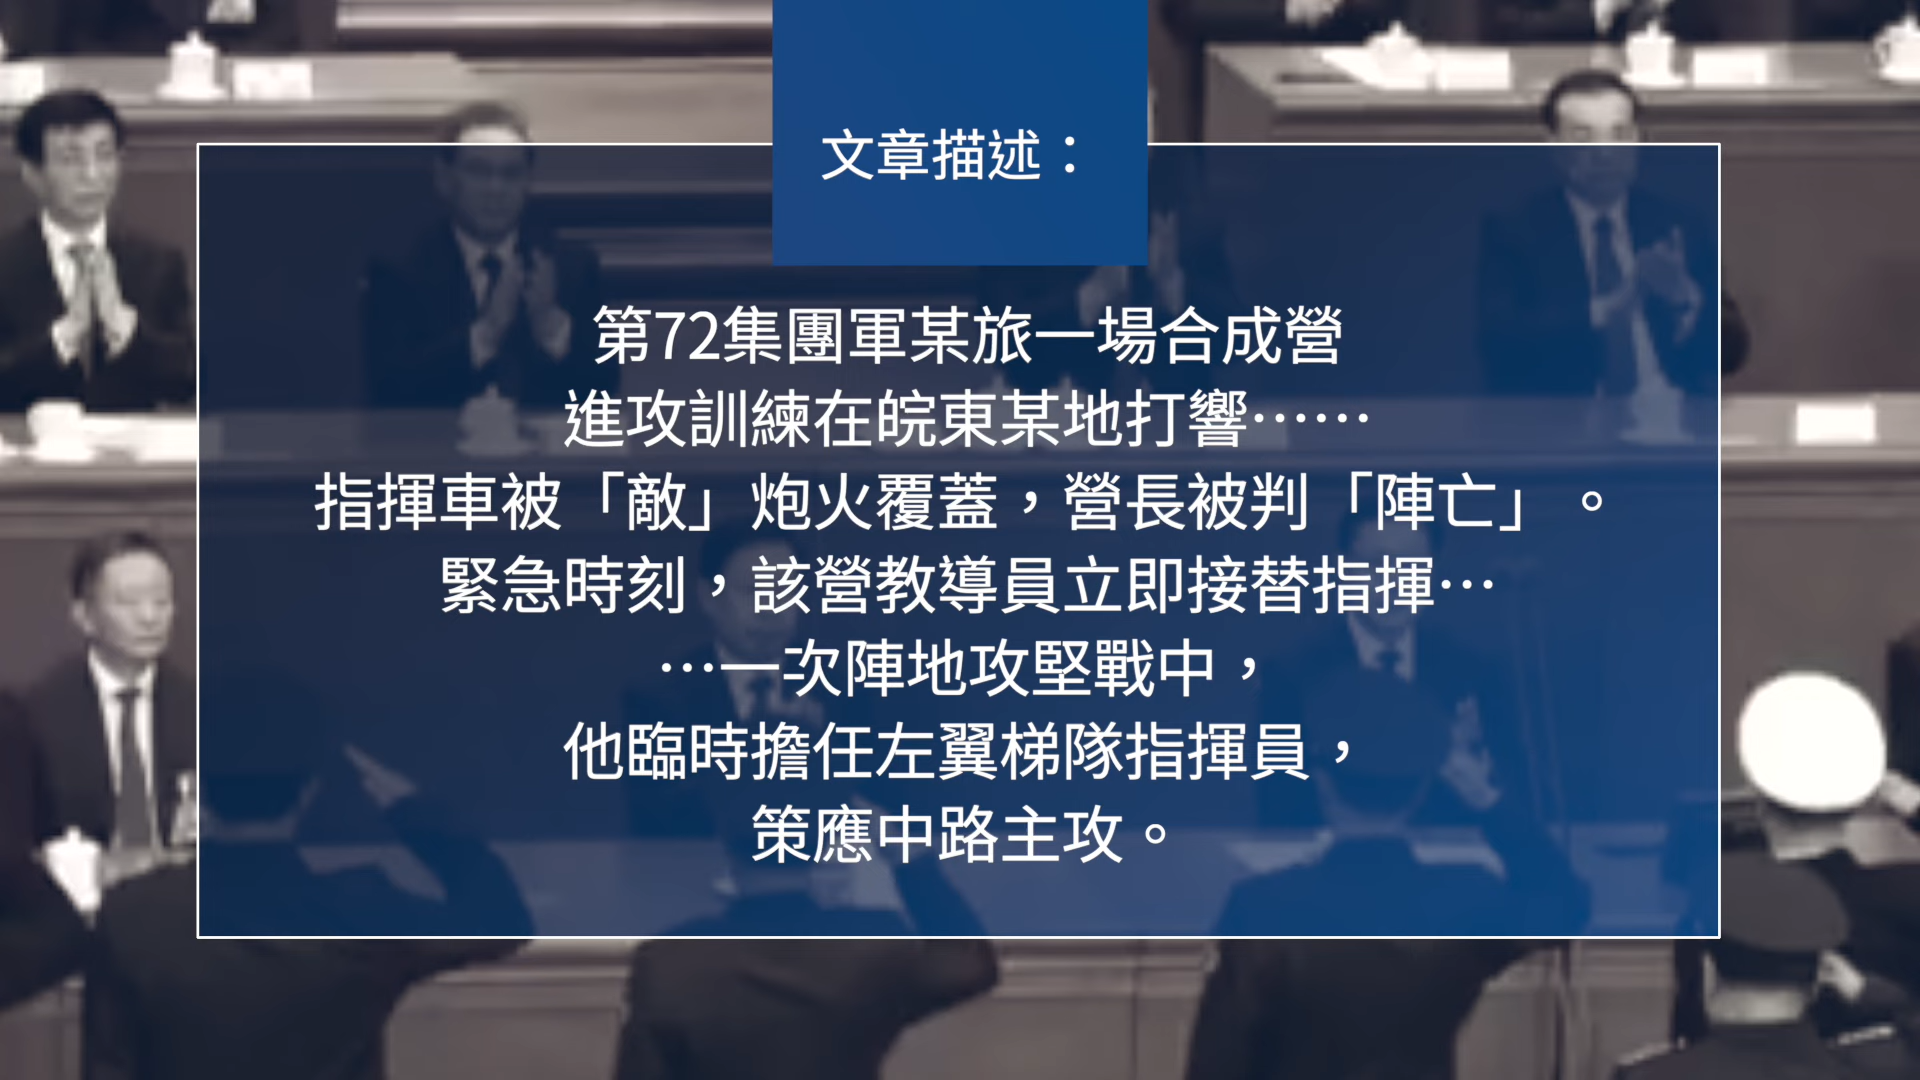 文章描述：
第72集團軍某旅一場合成營
進攻訓練在皖東某地打響……
指揮車被「敵」炮火覆蓋，營長被判「陣亡」。
緊急時刻，該營教導員立即接替指揮…
…一次陣地攻堅戰中，
他臨時擔任左翼梯隊指揮員，
策應中路主攻。